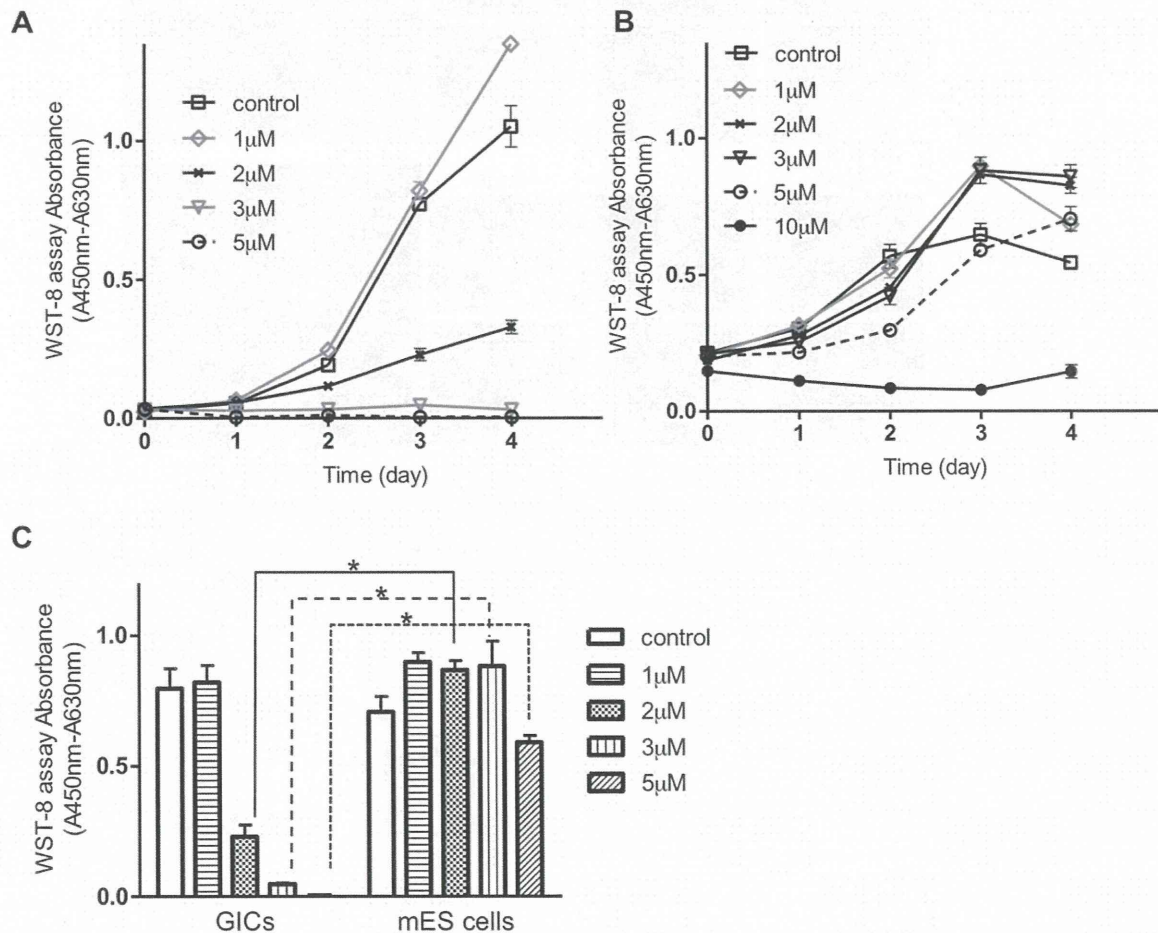 A
WST-8 assay Absorbance
(A450nm-A630nm)
1.0
0.5
0.0
control
1μM
2μM
3μM
5μM
0 1 2 3 4
Time (day)
B
WST-8 assay Absorbance
(A450nm-A630nm)
1.0
0.5
0.0
control
1μM
2μM
3μM
5μM
10μM
0 1 2 3 4
Time (day)
C
WST-8 assay Absorbance
(A450nm-A630nm)
1.0
0.5
0.0
*
*
*
GICs mES cells
control
1μM
2μM
3μM
5μM